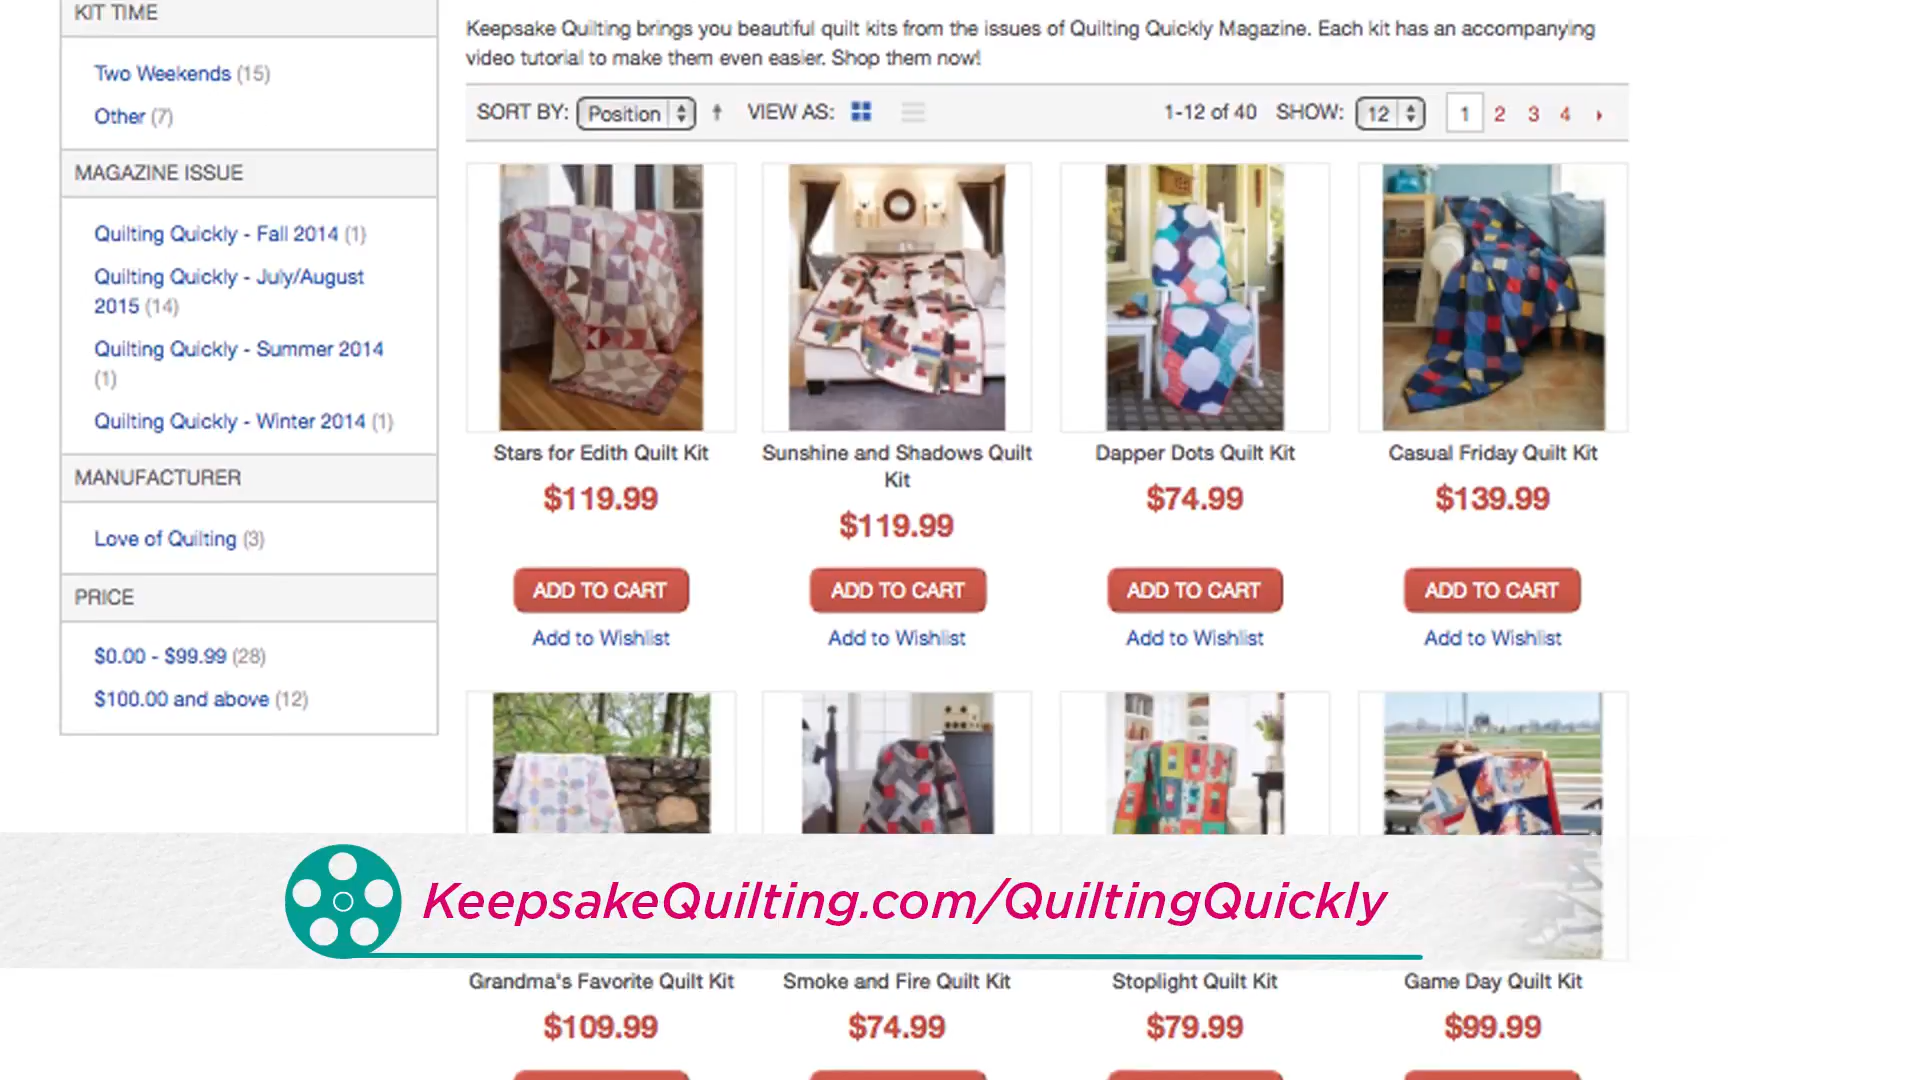 KIT TIME
Two Weekends (15)
Other (7)
MAGAZINE ISSUE
Quilting Quickly - Fall 2014 (1)
Quilting Quickly - July/August
2015 (14)
Quilting Quickly - Summer 2014
(1)
Quilting Quickly - Winter 2014 (1)
MANUFACTURER
Love of Quilting (3)
PRICE
$0.00 - $99.99 (28)
$100.00 and above (12)
Keepsake Quilting brings you beautiful quilt kits from the issues of Quilting Quickly Magazine. Each kit has an accompanying
video tutorial to make them even easier. Shop them now!
SORT BY: Position VIEW AS: 1-12 of 40 SHOW: 12 1 2 3 4
Stars for Edith Quilt Kit
$119.99
ADD TO CART
Add to Wishlist
Sunshine and Shadows Quilt
Kit
$119.99
ADD TO CART
Add to Wishlist
Dapper Dots Quilt Kit
$74.99
ADD TO CART
Add to Wishlist
Casual Friday Quilt Kit
$139.99
ADD TO CART
Add to Wishlist
KeepsakeQuilting.com/QuiltingQuickly
Grandma's Favorite Quilt Kit
$109.99
Smoke and Fire Quilt Kit
$74.99
Stoplight Quilt Kit
$79.99
Game Day Quilt Kit
$99.99